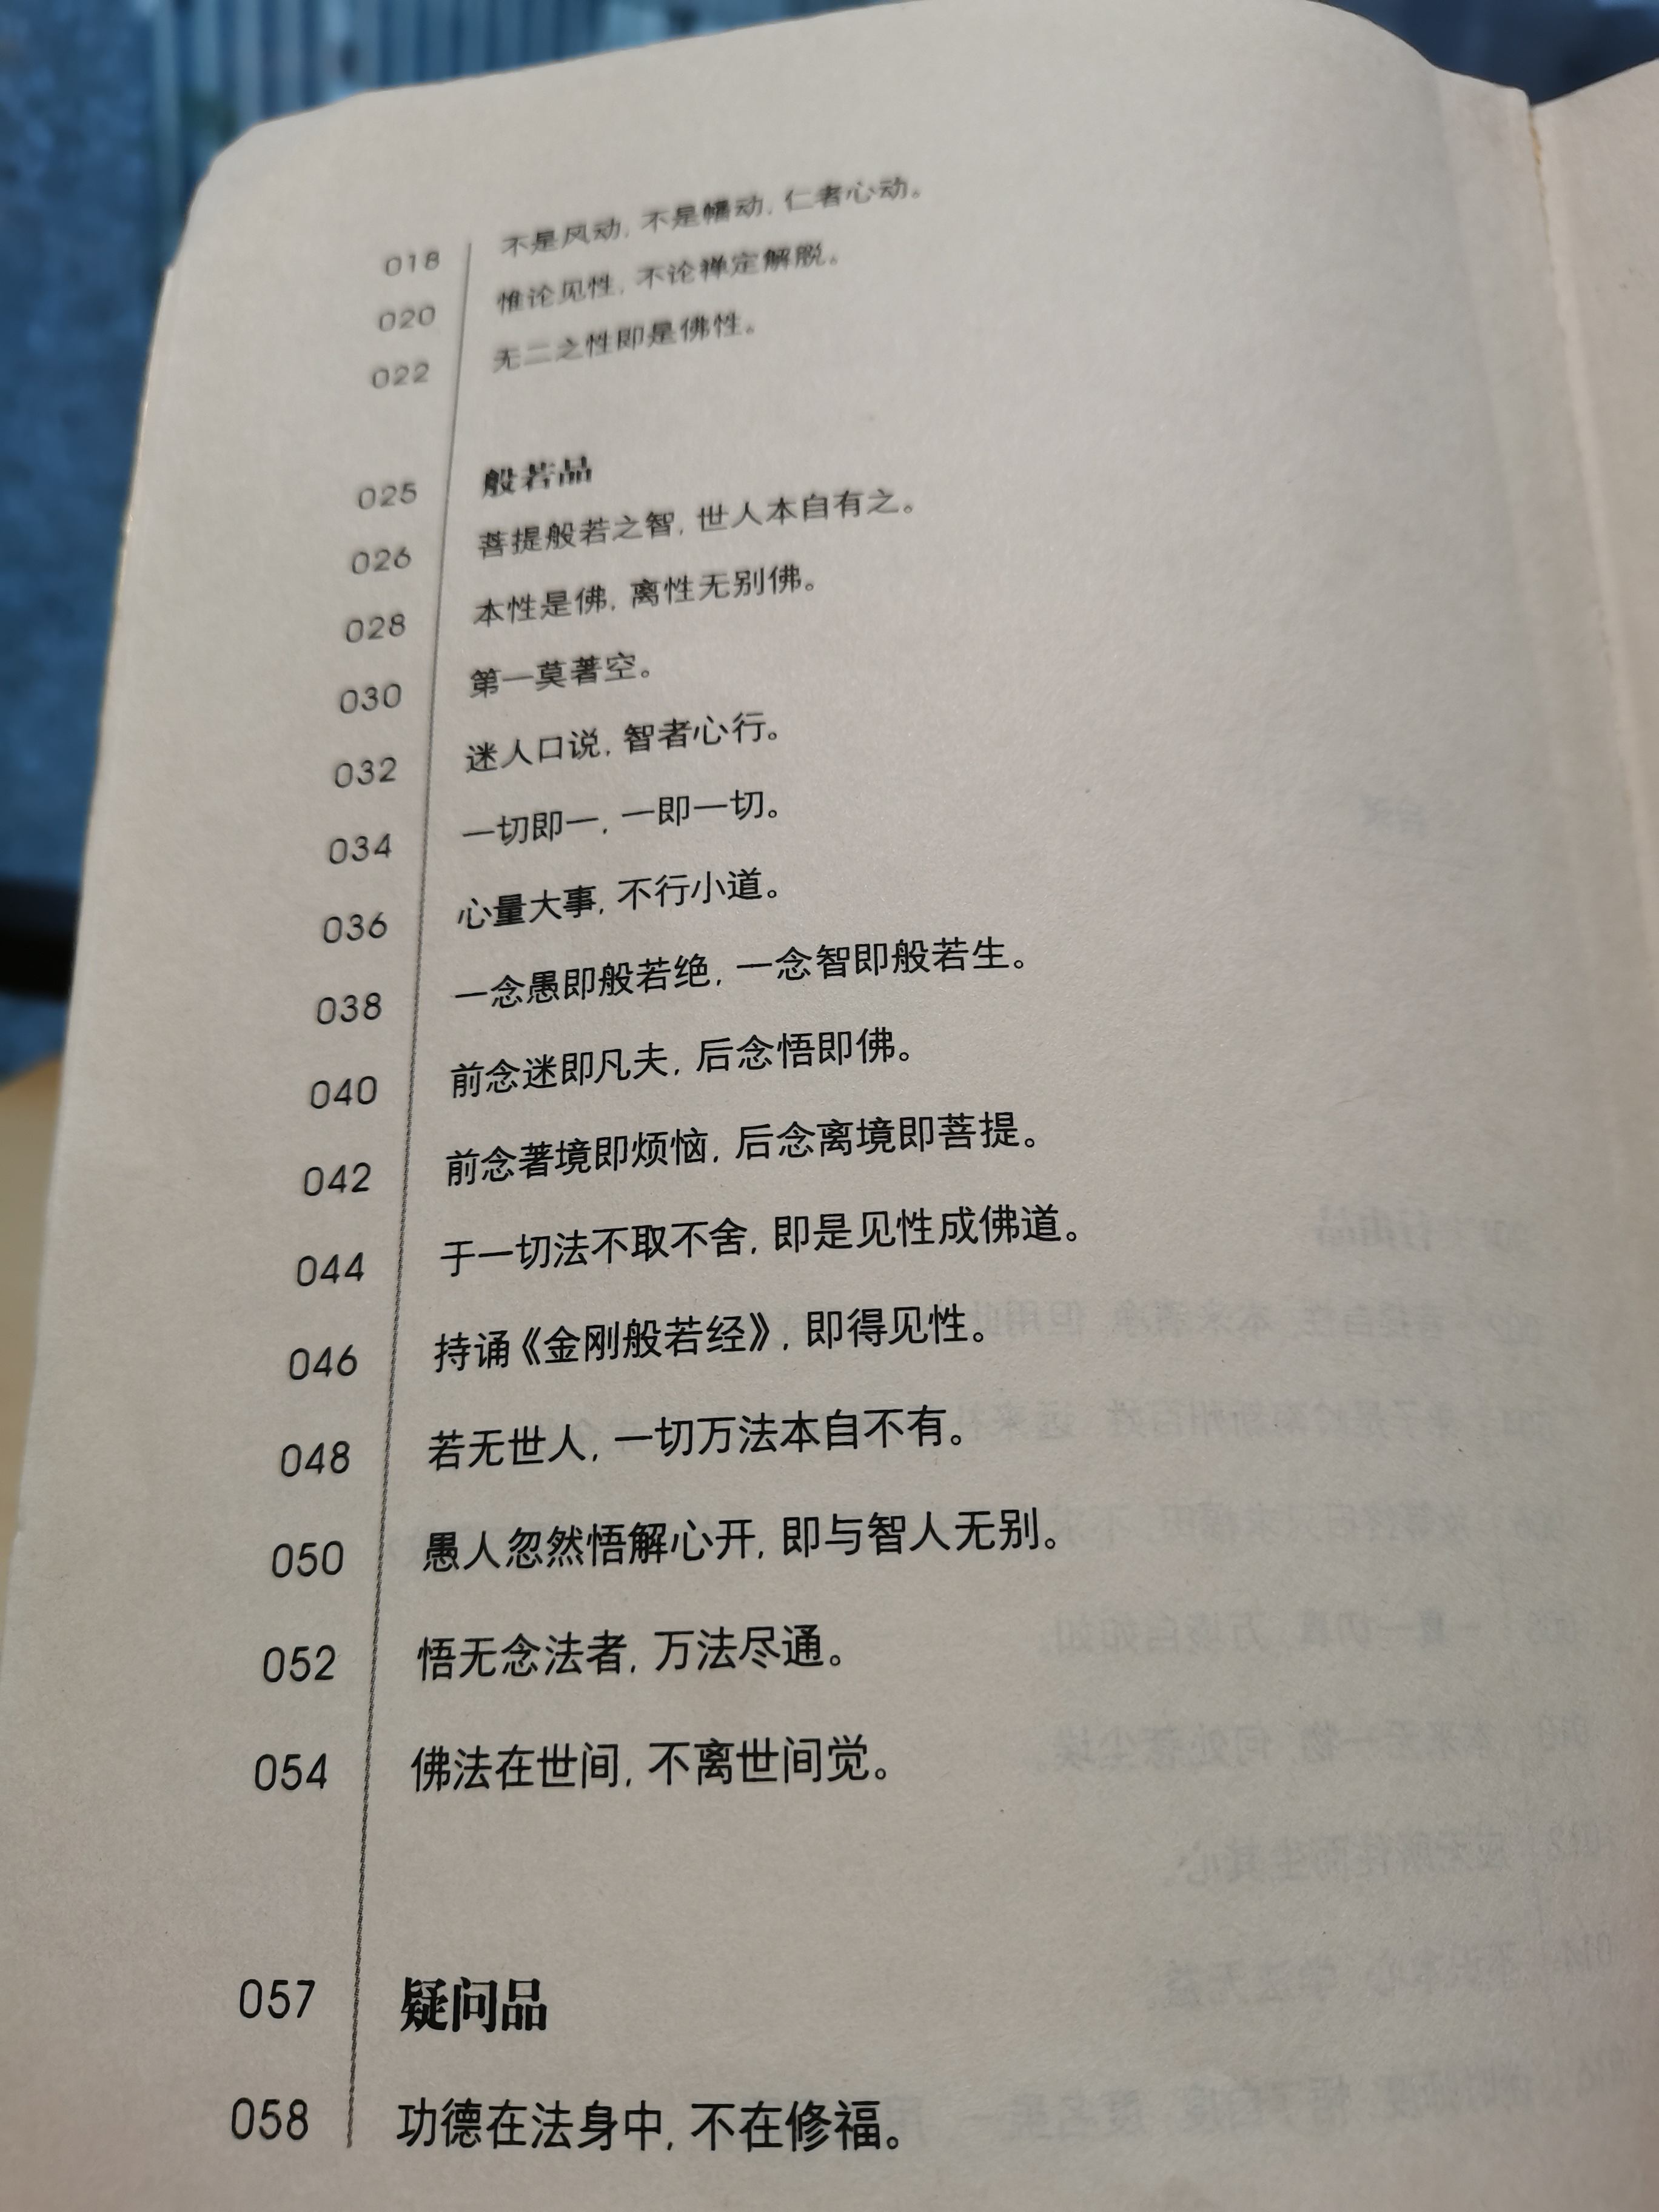 018 不是风动，不是幡动，仁者心动。
020 惟论见性，不论禅定解脱。
022 无二之性即是佛性。
025 般若品
026 菩提般若之智，世人本自有之。
028 本性是佛，离性无别佛。
030 第一莫著空。
032 迷人口说，智者心行。
034 一切即一，一即一切。
036 心量大事，不行小道。
038 一念愚即般若绝，一念智即般若生。
040 前念迷即凡夫，后念悟即佛。
042 前念著境即烦恼，后念离境即菩提。
044 于一切法不取不舍，即是见性成佛道。
046 持诵《金刚般若经》，即得见性。
048 若无世人，一切万法本自不有。
050 愚人忽然悟解心开，即与智人无别。
052 悟无念法者，万法尽通。
054 佛法在世间，不离世间觉。
057 疑问品
058 功德在法身中，不在修福。